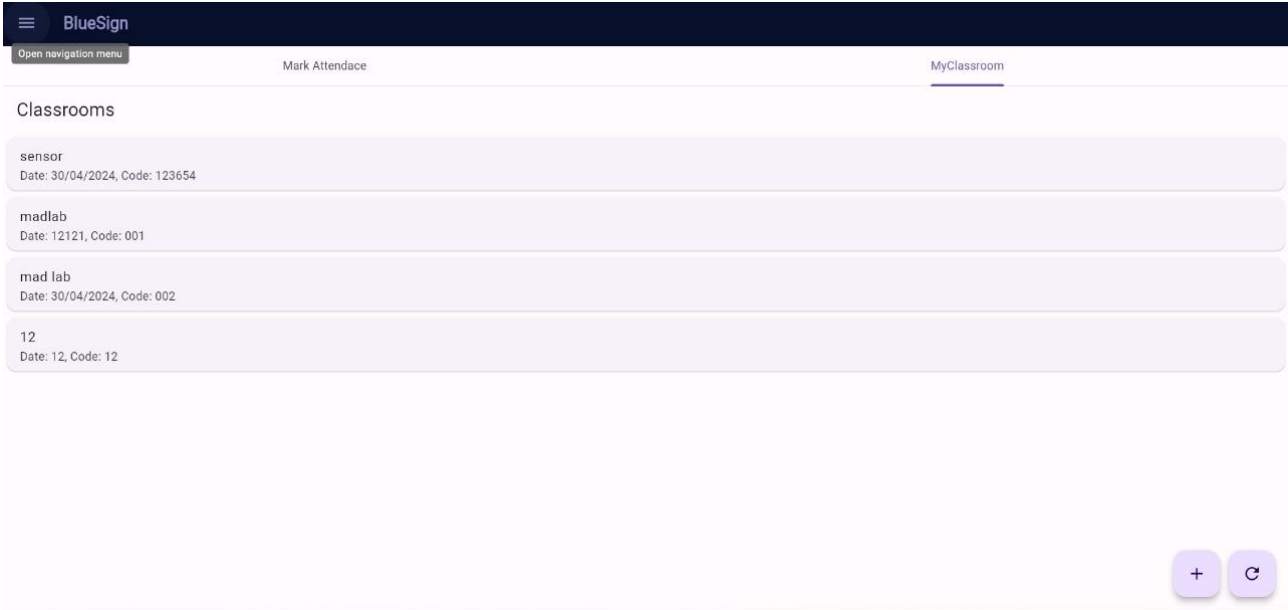 BlueSign
Open navigation menu
Mark Attendace
MyClassroom
Classrooms
sensor
Date: 30/04/2024, Code: 123654
madlab
Date: 12121, Code: 001
mad lab
Date: 30/04/2024, Code: 002
12
Date: 12, Code: 12